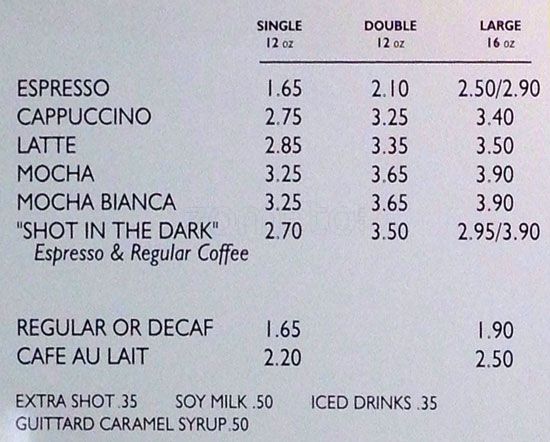 SINGLE DOUBLE LARGE
12 oz 12 oz 16 oz
ESPRESSO 1.65 2.10 2.50/2.90
CAPPUCCINO 2.75 3.25 3.40
LATTE 2.85 3.35 3.50
MOCHA 3.25 3.65 3.90
MOCHA BIANCA 3.25 3.65 3.90
"SHOT IN THE DARK" 2.70 3.50 2.95/3.90
Espresso & Regular Coffee
REGULAR OR DECAF 1.65 1.90
CAFE AU LAIT 2.20 2.50
EXTRA SHOT .35 SOY MILK .50 ICED DRINKS .35
GUITTARD CARAMEL SYRUP .50